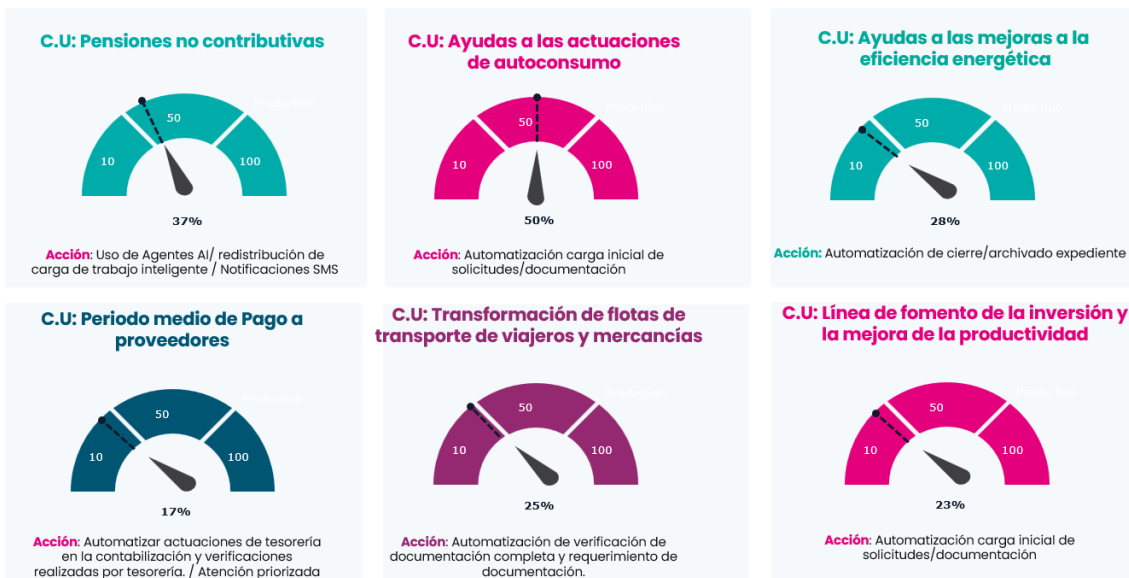 C.U: Pensiones no contributivas
Production
50
10
100
37%
Acción: Uso de Agentes AI/ redistribución de
carga de trabajo inteligente / Notificaciones SMS
C.U: Ayudas a las actuaciones
de autoconsumo
Production
50
10
100
50%
Acción: Automatización carga inicial de
solicitudes/documentación
C.U: Ayudas a las mejoras a la
eficiencia energética
Production
50
10
100
28%
Acción: Automatización de cierre/archivado expediente
C.U: Periodo medio de Pago a
proveedores
Production
50
10
100
17%
Acción: Automatizar actuaciones de tesorería
en la contabilización y verificaciones
realizadas por tesorería. / Atención priorizada
C.U: Transformación de flotas de
transporte de viajeros y mercancías
Production
50
10
100
25%
Acción: Automatización de verificación de
documentación completa y requerimiento de
documentación.
C.U: Línea de fomento de la inversión y
la mejora de la productividad
Production
50
10
100
23%
Acción: Automatización carga inicial de
solicitudes/documentación